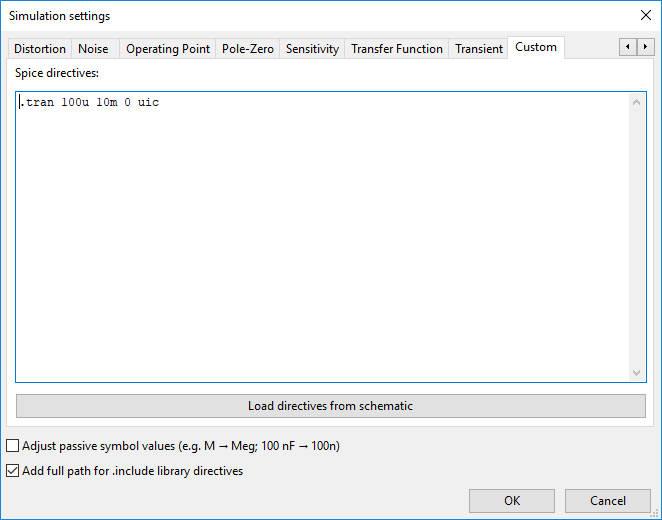 Simulation settings
Distortion Noise Operating Point Pole-Zero Sensitivity Transfer Function Transient Custom
Spice directives:
.tran 100u 10m 0 uic
Load directives from schematic
Adjust passive symbol values (e.g. M → Meg; 100 nF → 100n)
Add full path for .include library directives
OK Cancel